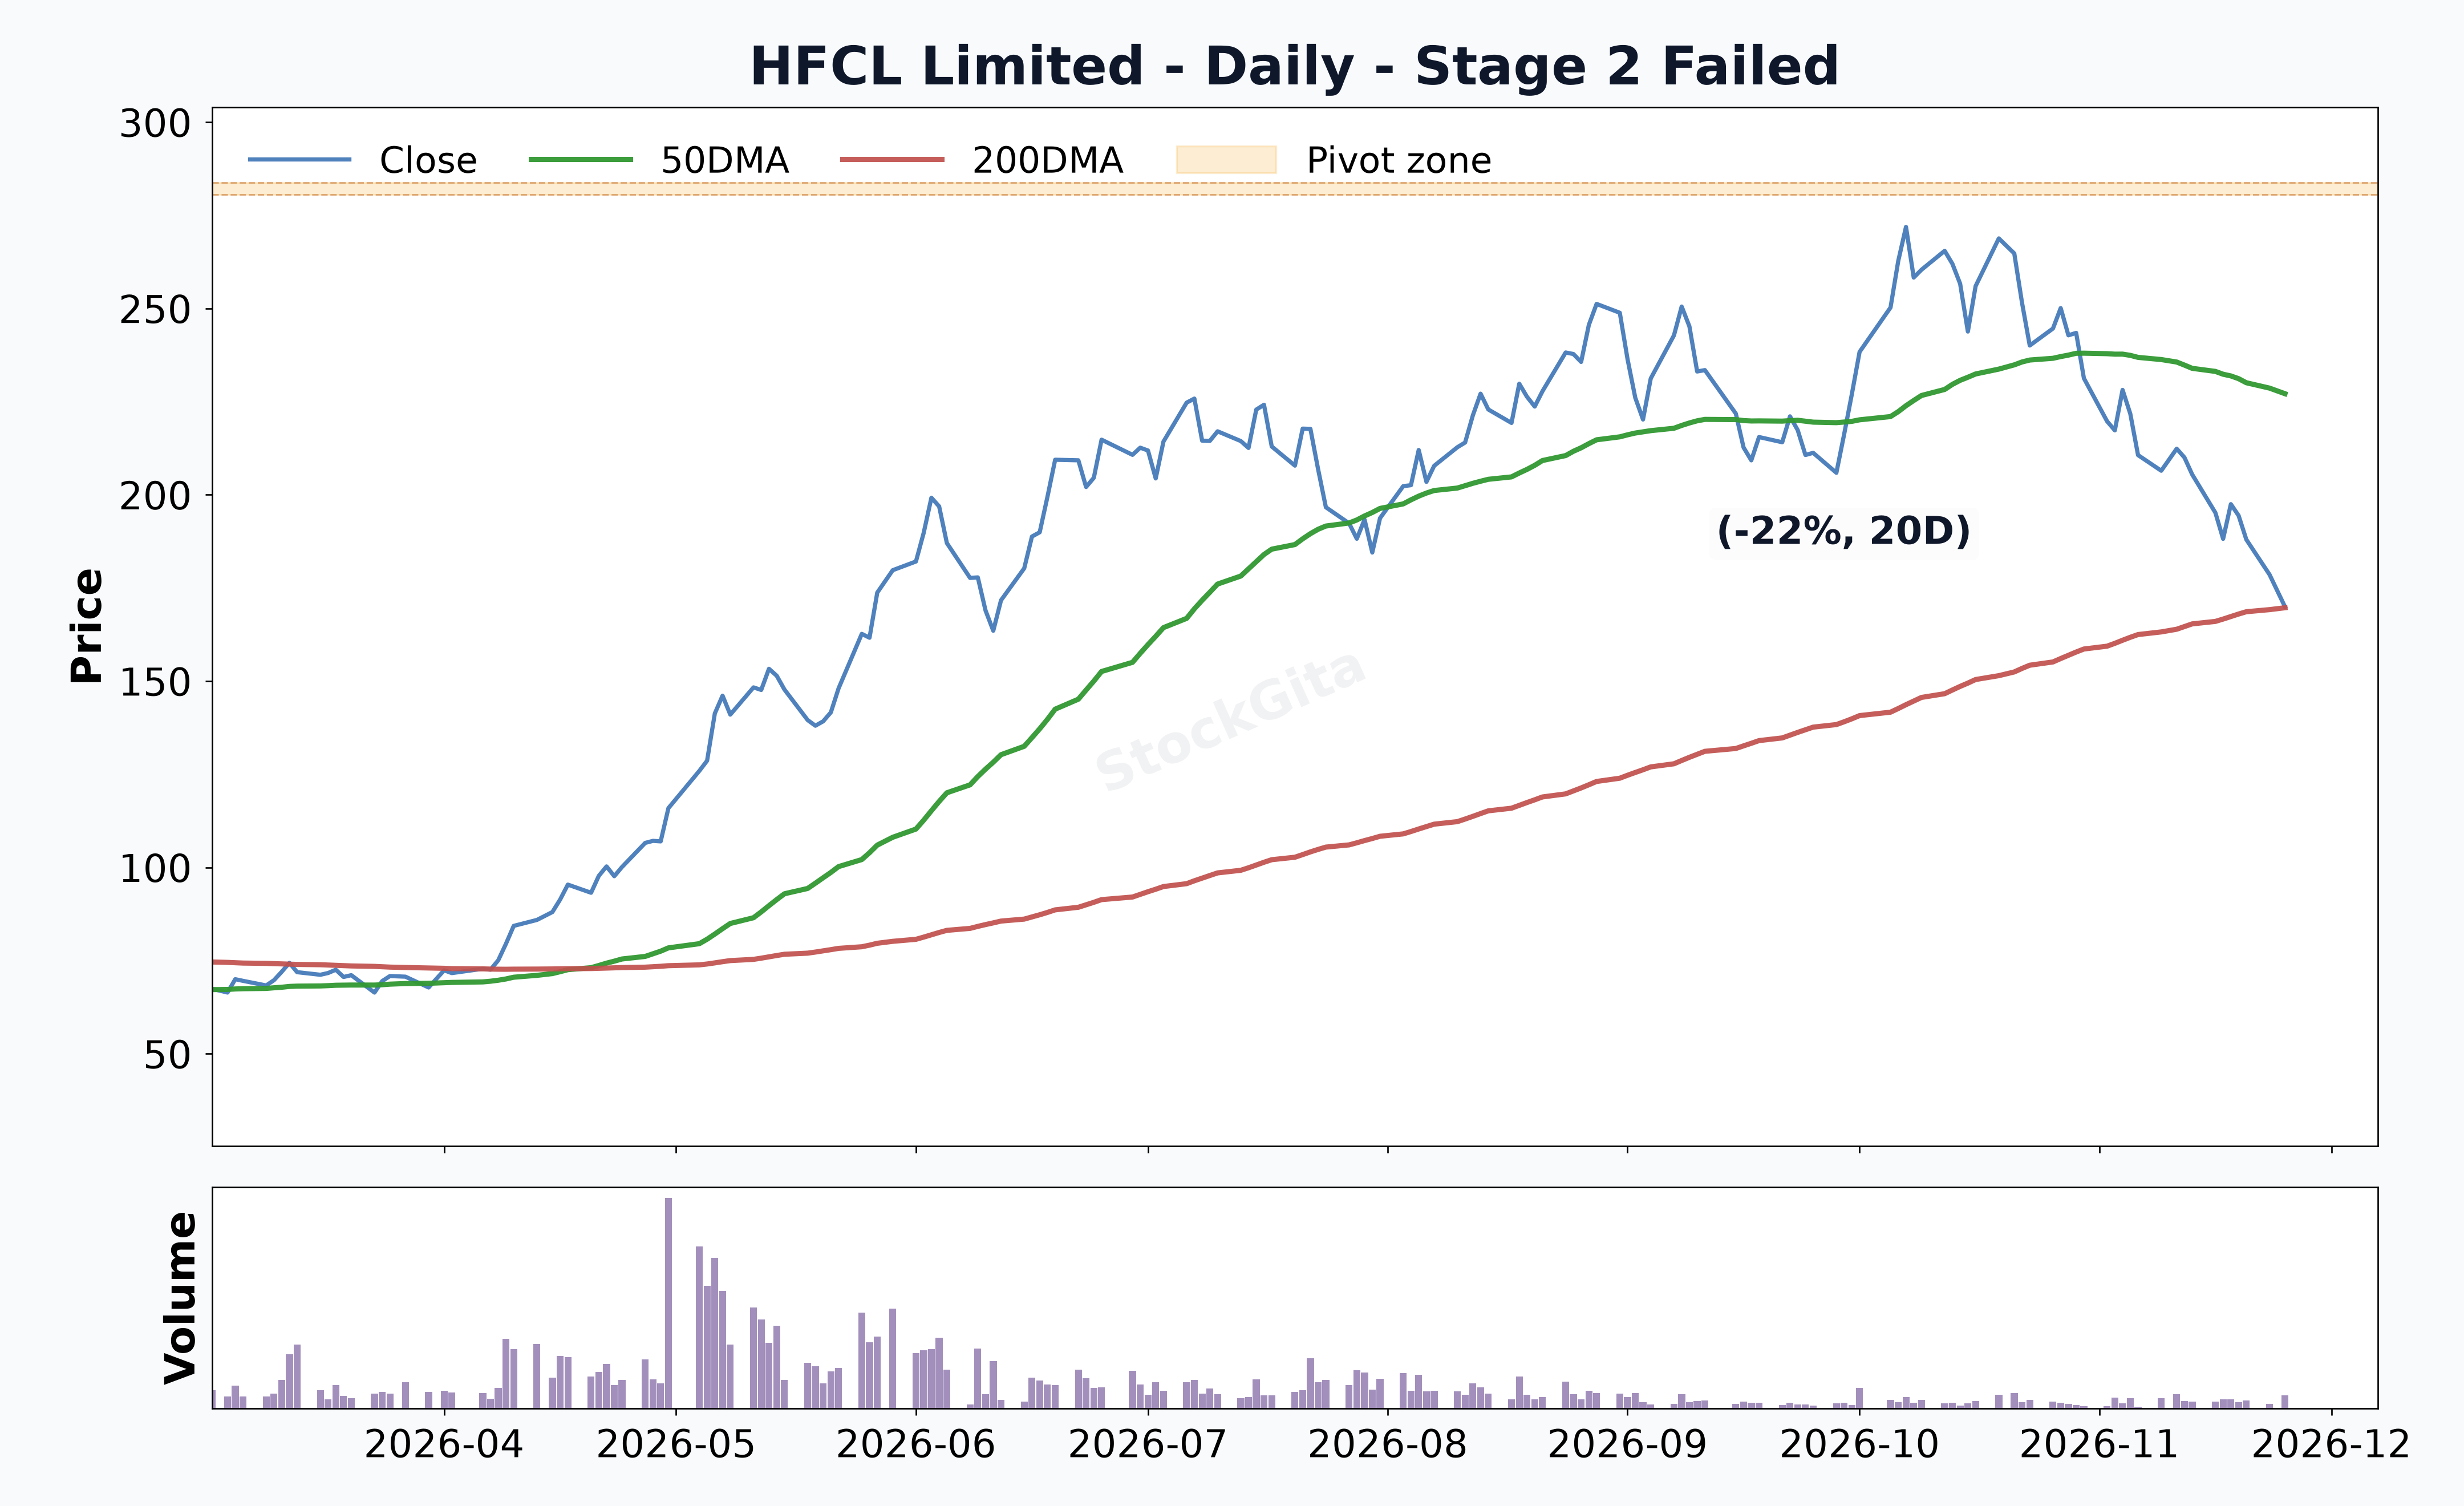 HFCL Limited - Daily - Stage 2 Failed
Close 50DMA 200DMA Pivot zone
300
250
200
150
100
50
Price
(-22%, 20D)
StockGita
Volume
2026-04 2026-05 2026-06 2026-07 2026-08 2026-09 2026-10 2026-11 2026-12